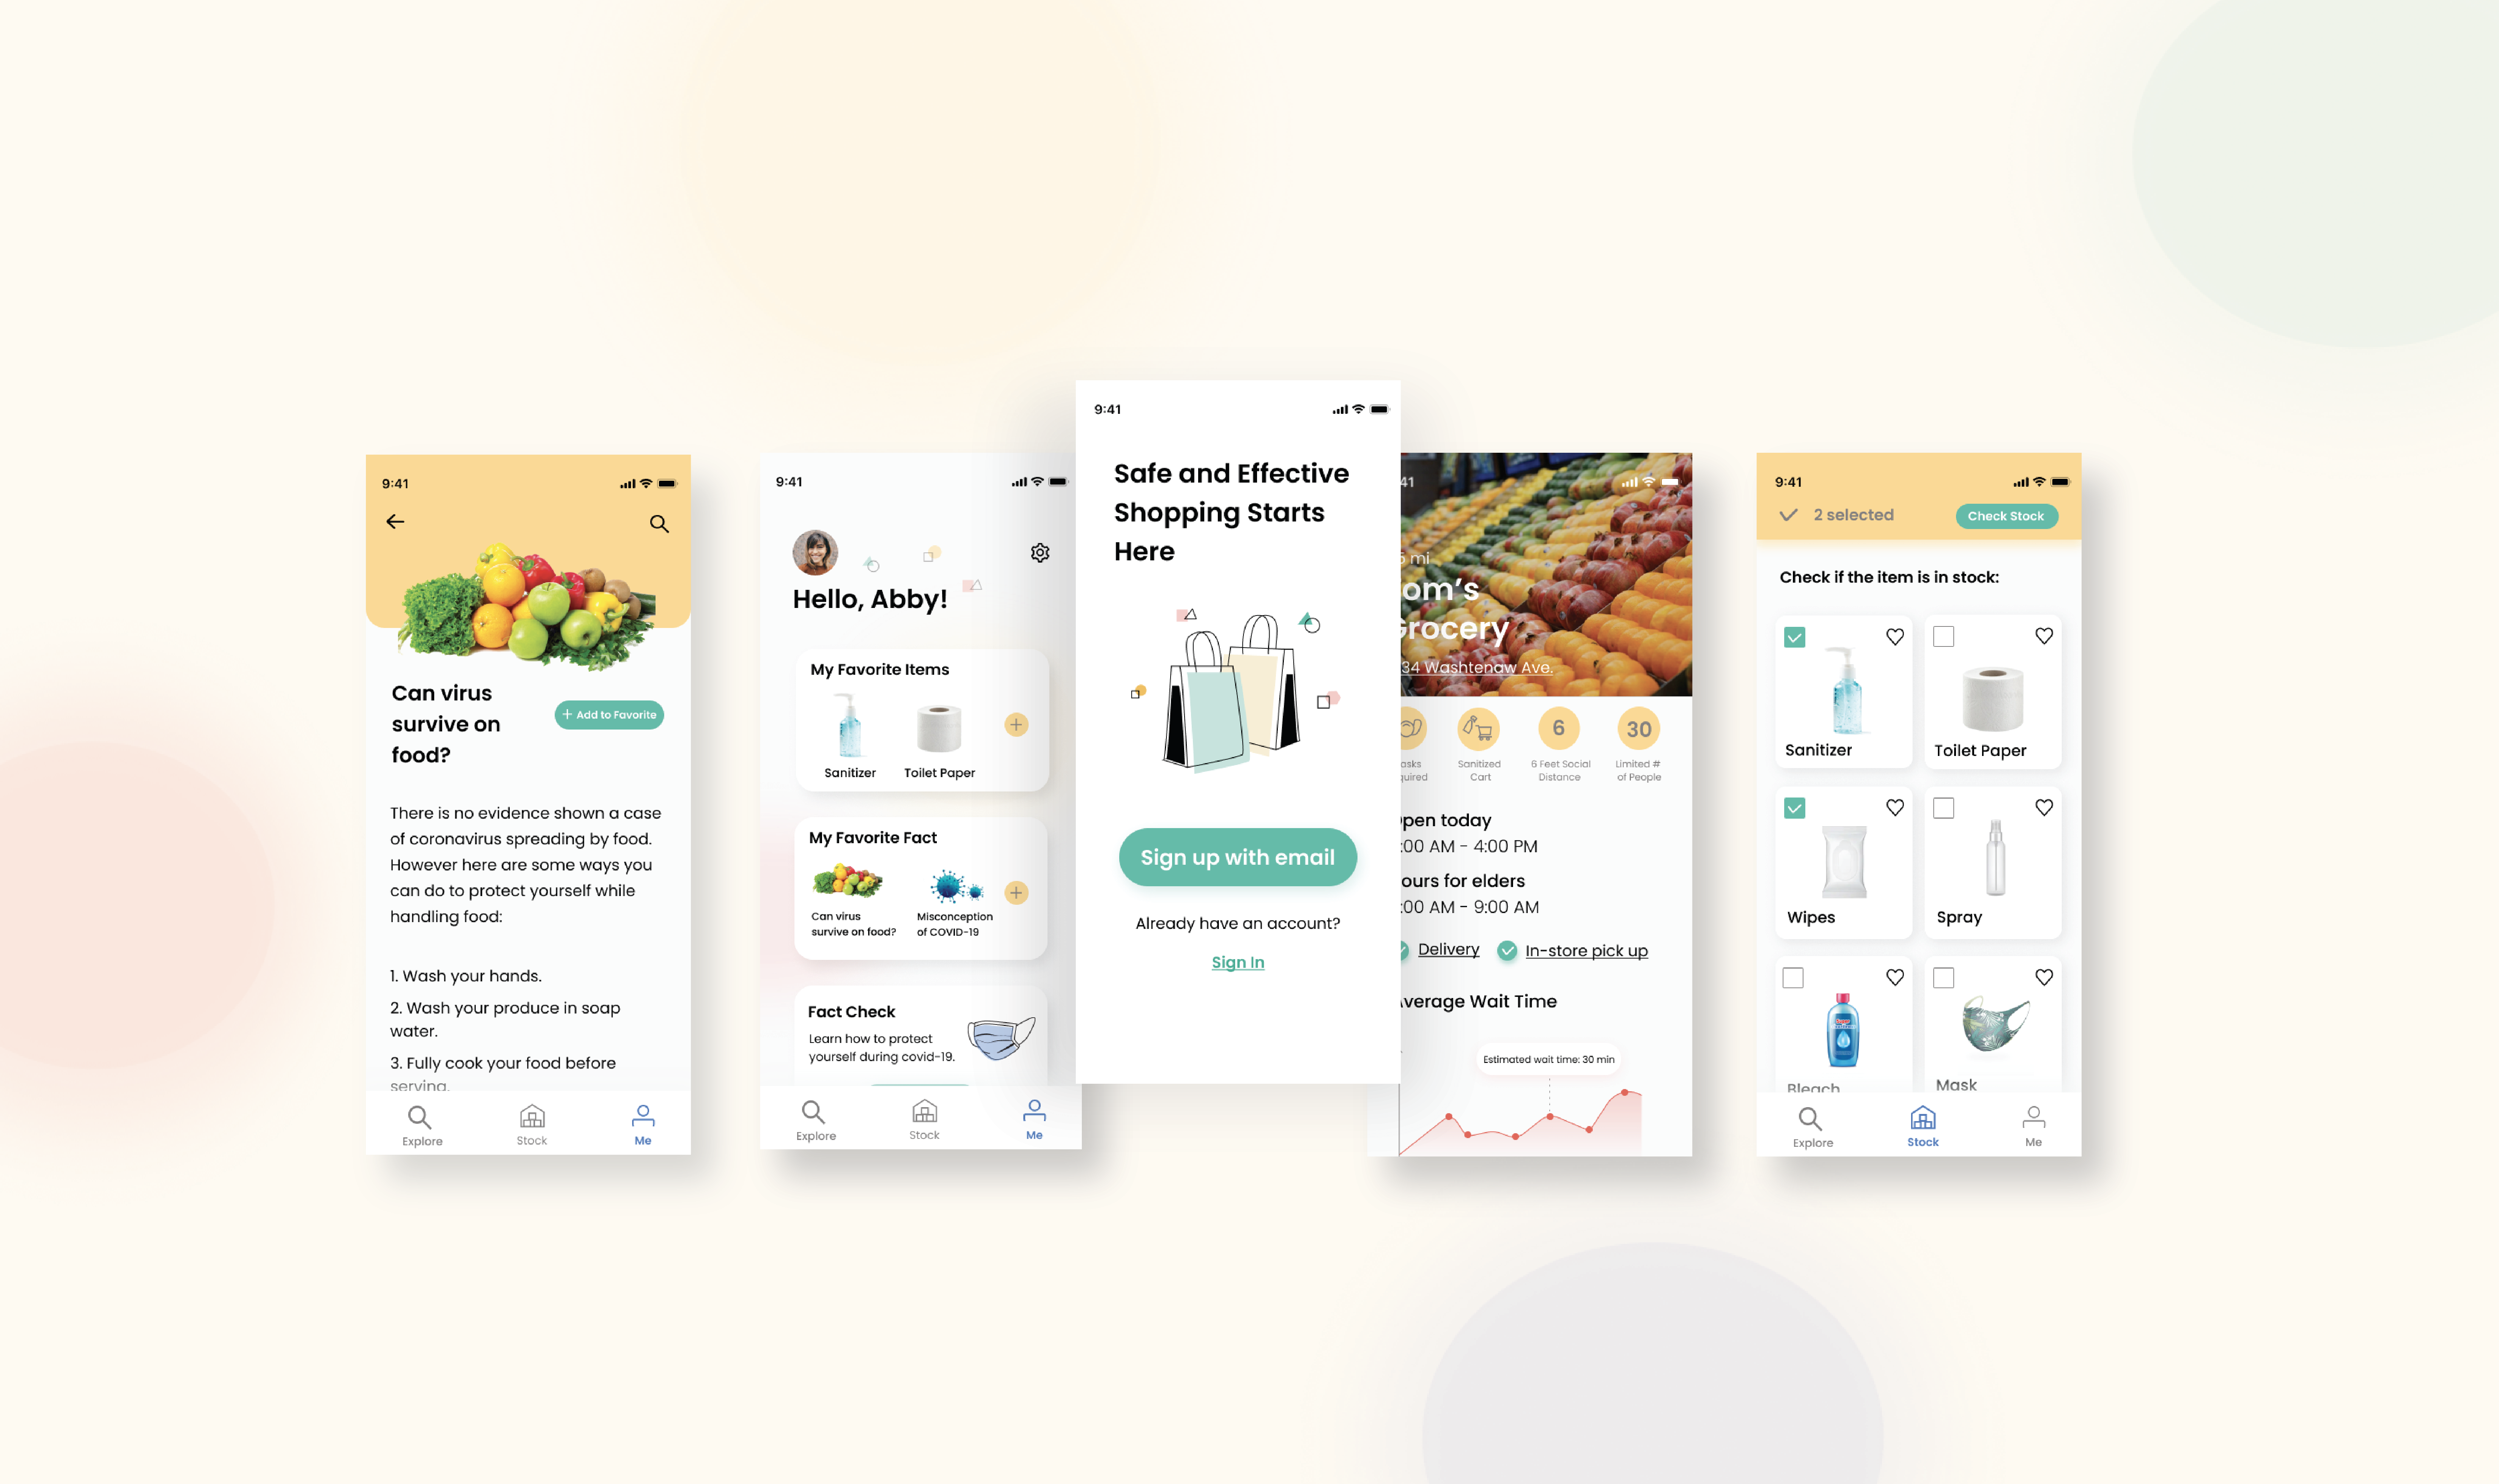 9:41
Can virus
survive on
food?
+ Add to Favorite
There is no evidence shown a case
of coronavirus spreading by food.
However here are some ways you
can do to protect yourself while
handling food:
1. Wash your hands.
2. Wash your produce in soap
water.
3. Fully cook your food before
serving.
Explore
Stock
Me
9:41
Hello, Abby!
My Favorite Items
Sanitizer
Toilet Paper
My Favorite Fact
Can virus
survive on food?
Misconception
of COVID-19
Fact Check
Learn how to protect
yourself during covid-19.
Explore
Stock
Me
9:41
Safe and Effective
Shopping Starts
Here
Sign up with email
Already have an account?
Sign In
41
5 mi
om's
Grocery
34 Washtenaw Ave.
6
30
asks
quired
Sanitized
Cart
6 Feet Social
Distance
Limited #
of People
pen today
:00 AM - 4:00 PM
ours for elders
:00 AM - 9:00 AM
Delivery
In-store pick up
Average Wait Time
Estimated wait time: 30 min
9:41
2 selected
Check Stock
Check if the item is in stock:
Sanitizer
Toilet Paper
Wipes
Spray
Bleach
Mask
Explore
Stock
Me